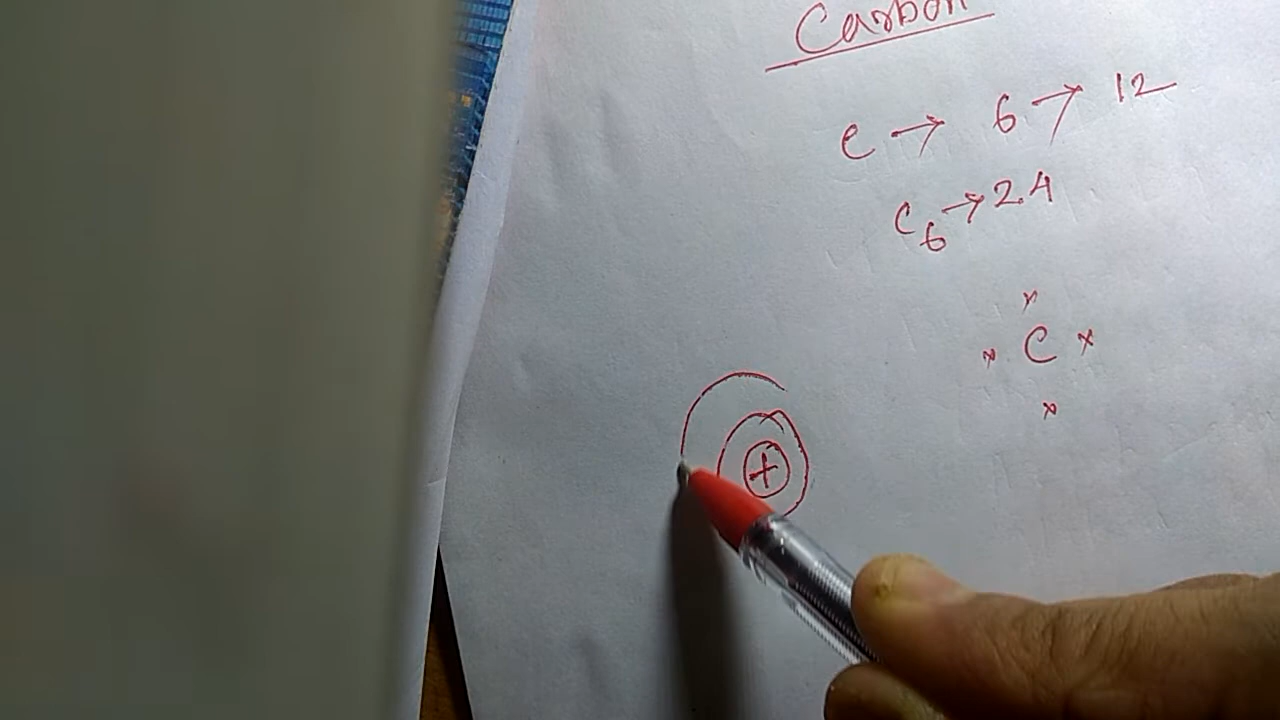 Carbon
C → 6 → 12
C₆ → 2.4
x
x C x
x
+